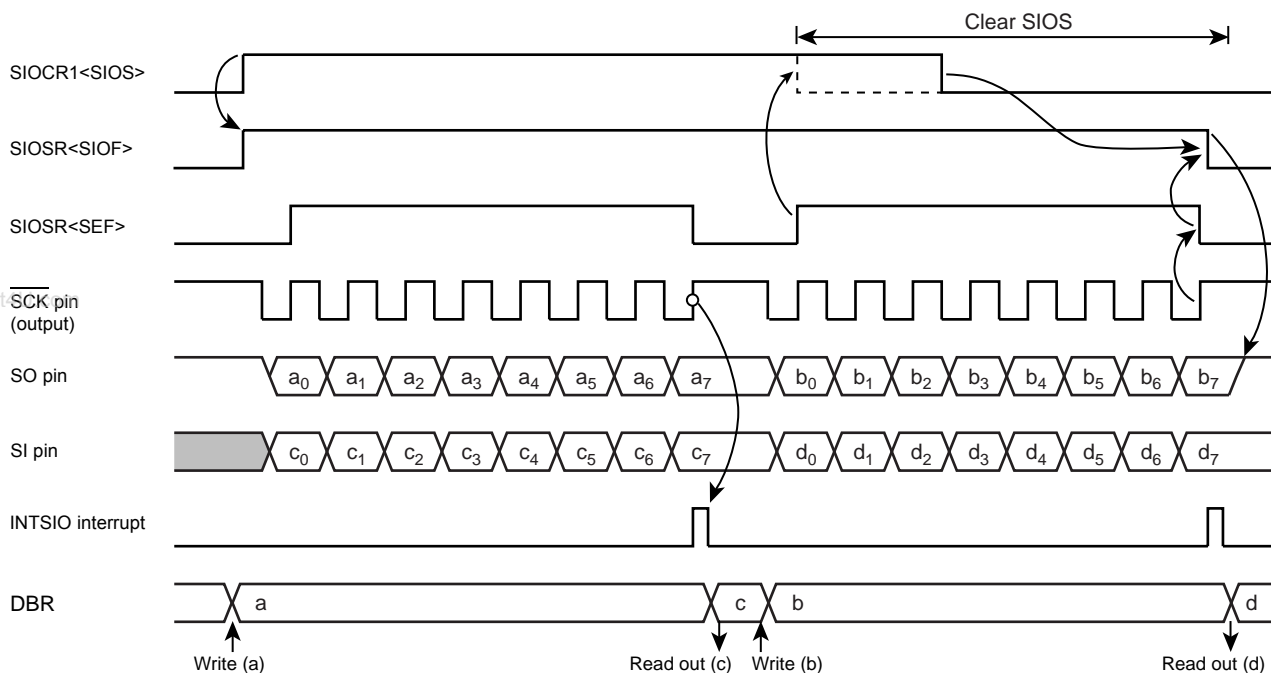 Clear SIOS
SIOCR1<SIOS>
SIOSR<SIOF>
SIOSR<SEF>
SCK pin
(output)
SO pin a0 a1 a2 a3 a4 a5 a6 a7 b0 b1 b2 b3 b4 b5 b6 b7
SI pin c0 c1 c2 c3 c4 c5 c6 c7 d0 d1 d2 d3 d4 d5 d6 d7
INTSIO interrupt
DBR a c b d
Write (a) Read out (c) Write (b) Read out (d)